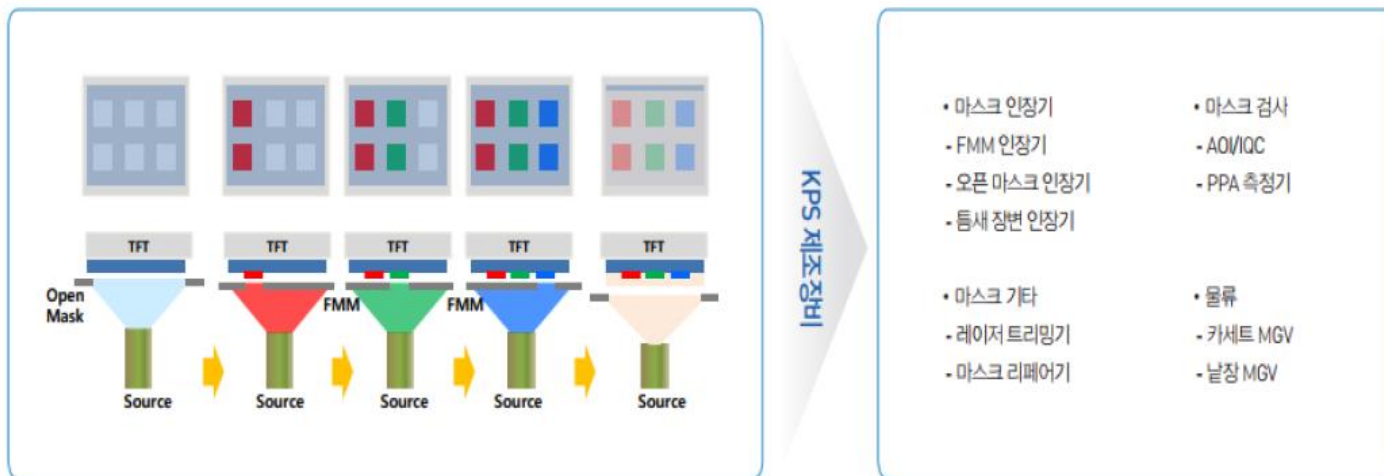 TFT
TFT
TFT
TFT
TFT
Open
Mask
FMM
FMM
Source
Source
Source
Source
Source
KPS 제조장비
• 마스크 인장기
- FMM 인장기
- 오픈 마스크 인장기
- 틈새 장변 인장기
• 마스크 검사
- AOI/IQC
- PPA 측정기
• 마스크 기타
- 레이저 트리밍기
- 마스크 리페어기
• 물류
- 카세트 MGV
- 낱장 MGV